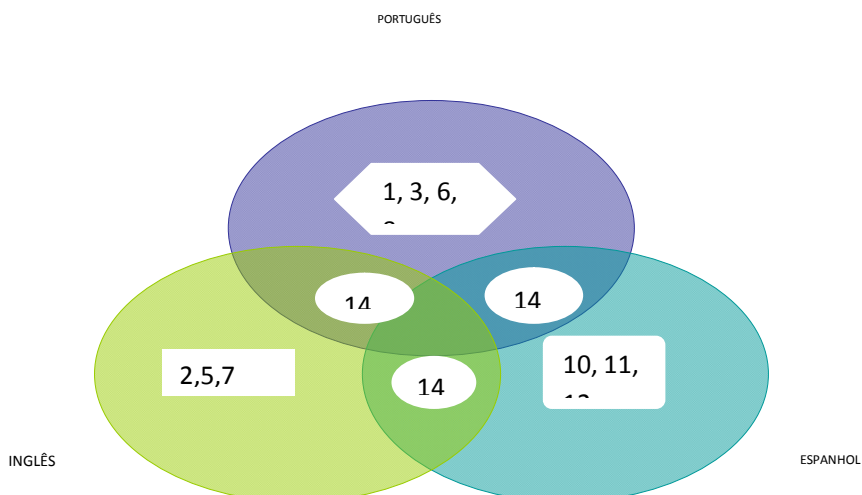 PORTUGUÊS
1, 3, 6,
14
14
2,5,7
10, 11,
14
INGLÊS
ESPANHOL